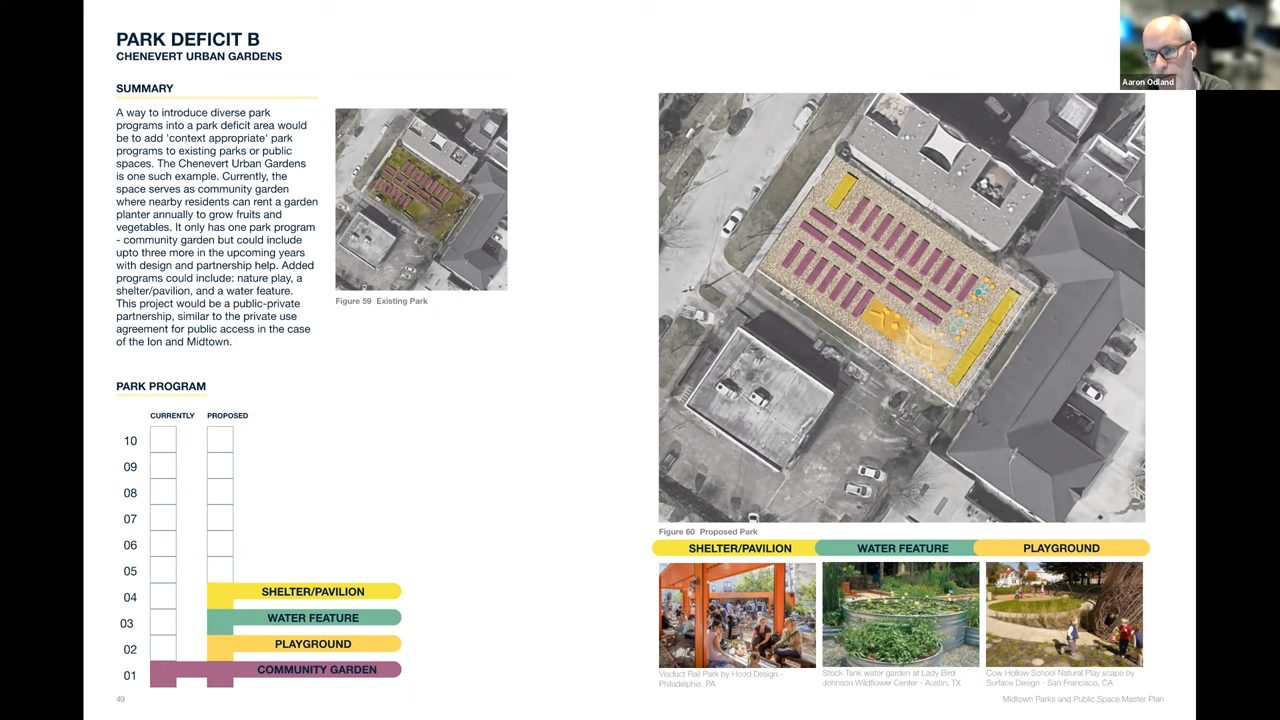 PARK DEFICIT B
CHENEVERT URBAN GARDENS
SUMMARY
A way to introduce diverse park
programs into a park deficit area would
be to add 'context appropriate' park
programs to existing parks or public
spaces. The Chenevert Urban Gardens
is one such example. Currently, the
space serves as community garden
where nearby residents can rent a garden
planter annually to grow fruits and
vegetables. It only has one park program
- community garden but could include
upto three more in the upcoming years
with design and partnership help. Added
programs could include: nature play, a
shelter/pavilion, and a water feature.
This project would be a public-private
partnership, similar to the private use
agreement for public access in the case
of the Ion and Midtown.
Figure 59 Existing Park
PARK PROGRAM
CURRENTLY PROPOSED
10
09
08
07
06
05
04 SHELTER/PAVILION
03 WATER FEATURE
02 PLAYGROUND
01 COMMUNITY GARDEN
49
Aaron Odland
Figure 60 Proposed Park
SHELTER/PAVILION WATER FEATURE PLAYGROUND
Viaduct Rail Park by Hood Design -
Philadelphia, PA
Stock Tank water garden at Lady Bird
Johnson Wildflower Center - Austin, TX
Cow Hollow School Natural Play scape by
Surface Design - San Francisco, CA
Midtown Parks and Public Space Master Plan